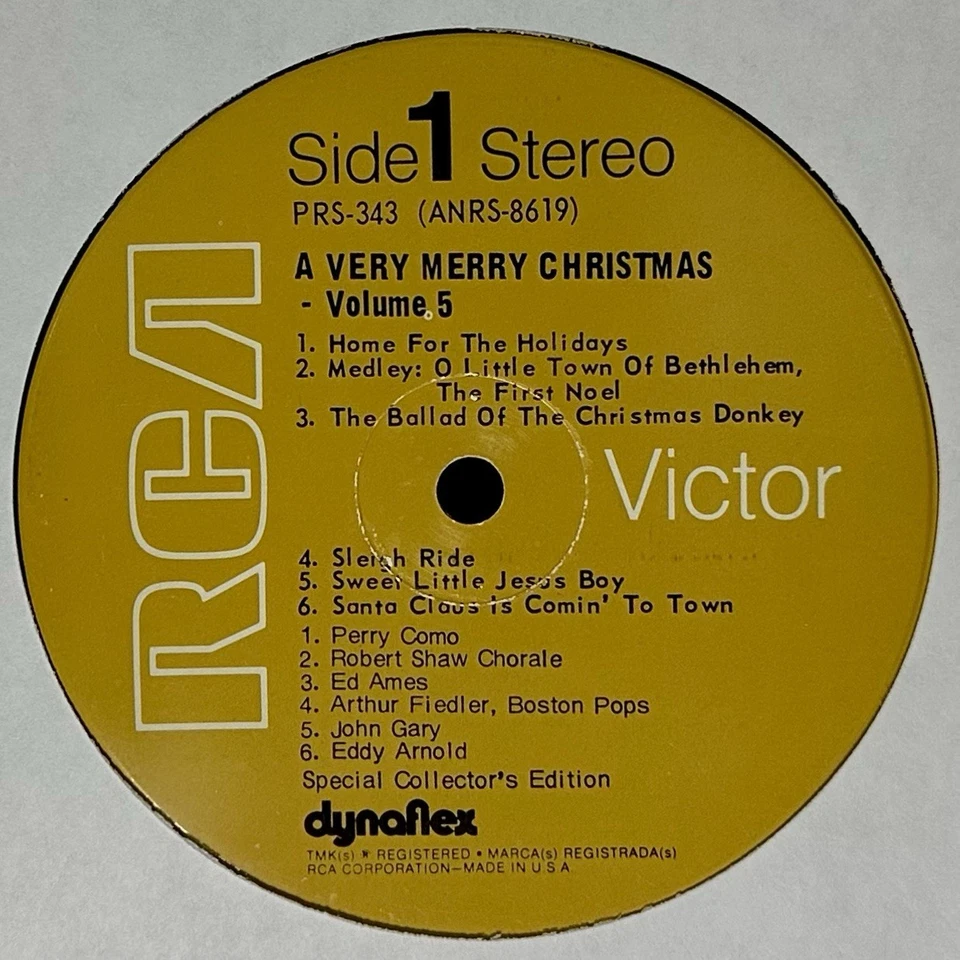 Side 1 Stereo
PRS-343 (ANRS-8619)
A VERY MERRY CHRISTMAS
- Volume 5
1. Home For The Holidays
2. Medley: O Little Town Of Bethlehem,
The First Noel
3. The Ballad Of The Christmas Donkey
RCA
Victor
4. Sleigh Ride
5. Sweet Little Jesus Boy
6. Santa Claus Is Comin' To Town
1. Perry Como
2. Robert Shaw Chorale
3. Ed Ames
4. Arthur Fiedler, Boston Pops
5. John Gary
6. Eddy Arnold
Special Collector's Edition
dynaflex
TMK(s) ® REGISTERED • MARCA(s) REGISTRADA(s)
RCA CORPORATION—MADE IN U.S.A.